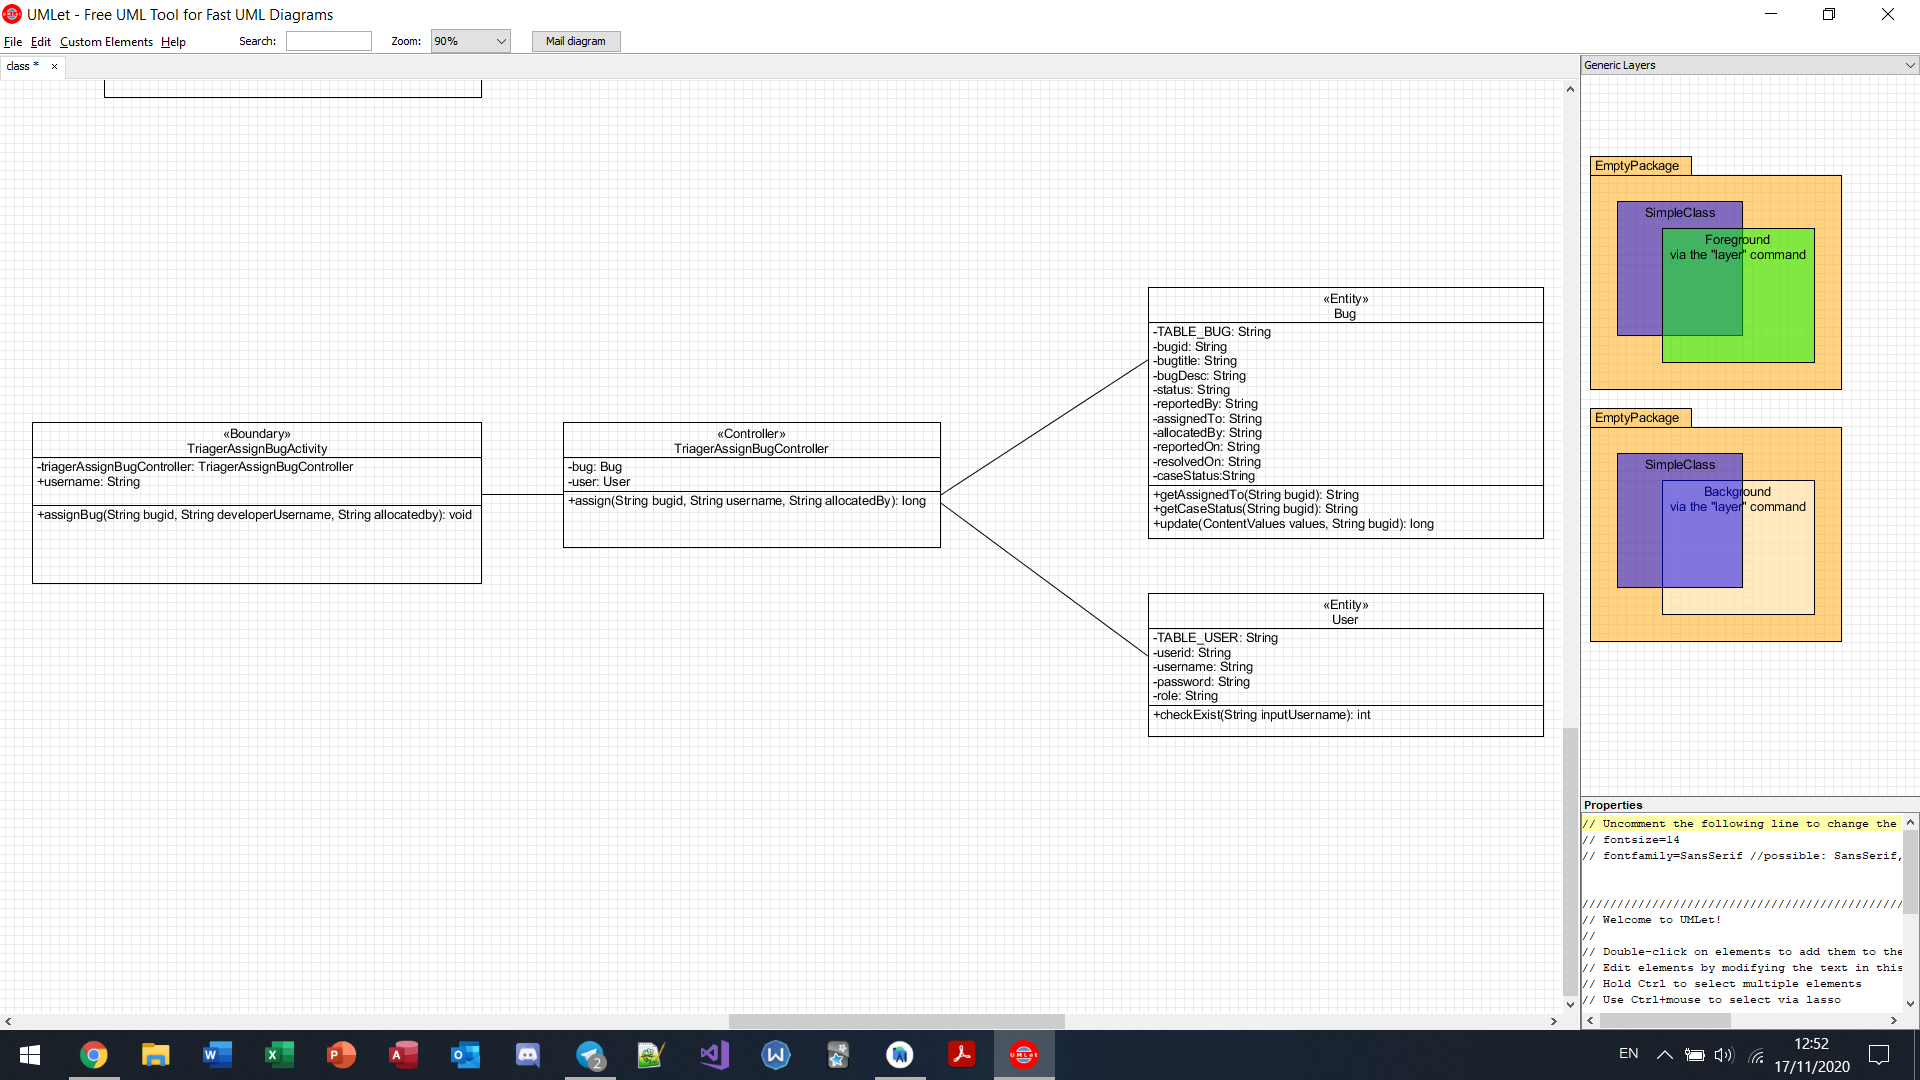 UMLet - Free UML Tool for Fast UML Diagrams
File Edit Custom Elements Help Search: Zoom: 90% Mail diagram
class *
«Boundary»
TriagerAssignBugActivity
-triagerAssignBugController: TriagerAssignBugController
+username: String
+assignBug(String bugid, String developerUsername, String allocatedby): void
«Controller»
TriagerAssignBugController
-bug: Bug
-user: User
+assign(String bugid, String username, String allocatedBy): long
«Entity»
Bug
-TABLE_BUG: String
-bugid: String
-bugtitle: String
-bugDesc: String
-status: String
-reportedBy: String
-assignedTo: String
-allocatedBy: String
-reportedOn: String
-resolvedOn: String
-caseStatus:String
+getAssignedTo(String bugid): String
+getCaseStatus(String bugid): String
+update(ContentValues values, String bugid): long
«Entity»
User
-TABLE_USER: String
-userid: String
-username: String
-password: String
-role: String
+checkExist(String inputUsername): int
Generic Layers
EmptyPackage
SimpleClass
Foreground
via the "layer" command
EmptyPackage
SimpleClass
Background
via the "layer" command
Properties
// Uncomment the following line to change the
// fontsize=14
// fontfamily=SansSerif //possible: SansSerif,
//////////////////////////////////////////////
// Welcome to UMLet!
//
// Double-click on elements to add them to the
// Edit elements by modifying the text in this
// Hold Ctrl to select multiple elements
// Use Ctrl+mouse to select via lasso
2
EN
12:52
17/11/2020